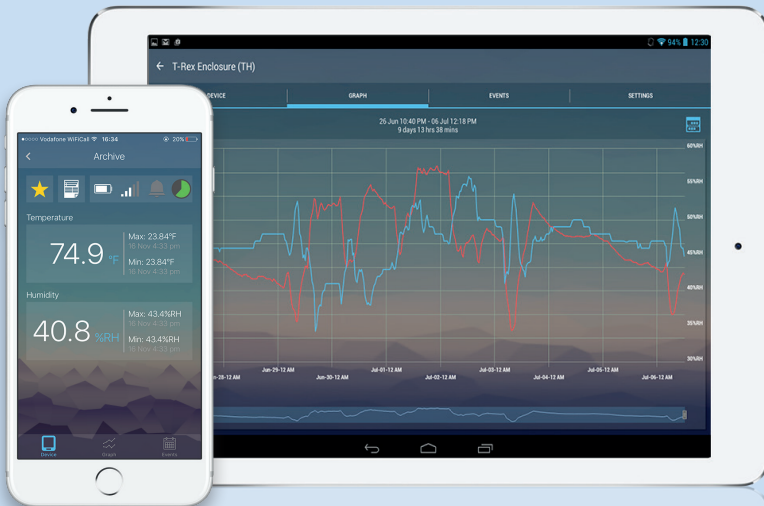 ●○○○○ Vodafone WiFiCall 16:34 20%
Archive
Temperature
74.9 °F
Max: 23.84°F
16 Nov 4:33 pm
Min: 23.84°F
16 Nov 4:33 pm
Humidity
40.8 %RH
Max: 43.4%RH
16 Nov 4:33 pm
Min: 43.4%RH
16 Nov 4:33 pm
Device Graph Events
94% 12:30
T-Rex Enclosure (TH)
DEVICE GRAPH EVENTS SETTINGS
26 Jun 10:40 PM - 06 Jul 12:18 PM
9 days 13 hrs 38 mins
60%RH
55%RH
50%RH
45%RH
40%RH
35%RH
30%RH
Jun-29-12 AM Jul-01-12 AM Jul-03-12 AM Jul-05-12 AM
n-28-12 AM Jun-30-12 AM Jul-02-12 AM Jul-04-12 AM Jul-06-12 AM